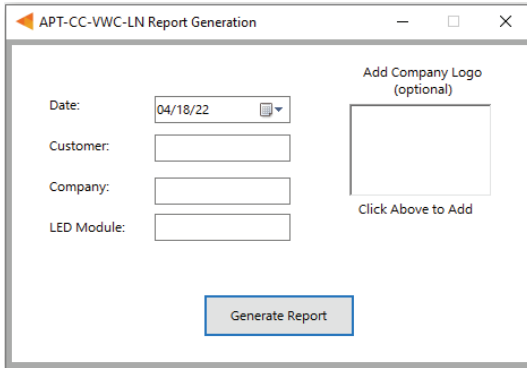 APT-CC-VWC-LN Report Generation
Add Company Logo
(optional)
Date:
04/18/22
Customer:
Company:
Click Above to Add
LED Module:
Generate Report